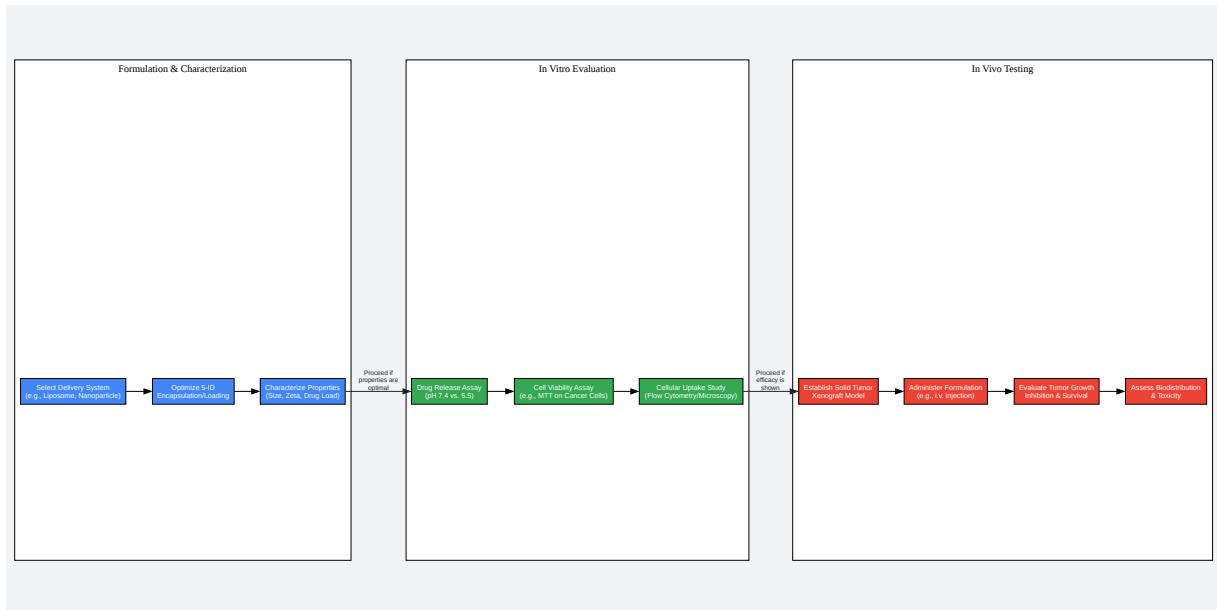 Formulation & Characterization
Select Delivery System
(e.g., Liposome, Nanoparticle)
Optimize 5-ID
Encapsulation/Loading
Characterize Properties
(Size, Zeta, Drug Load)
Proceed if
properties are
optimal
In Vitro Evaluation
Drug Release Assay
(pH 7.4 vs. 5.5)
Cell Viability Assay
(e.g., MTT on Cancer Cells)
Cellular Uptake Study
(Flow Cytometry/Microscopy)
Proceed if
efficacy is
shown
In Vivo Testing
Establish Solid Tumor
Xenograft Model
Administer Formulation
(e.g., i.v. injection)
Evaluate Tumor Growth
Inhibition & Survival
Assess Biodistribution
& Toxicity